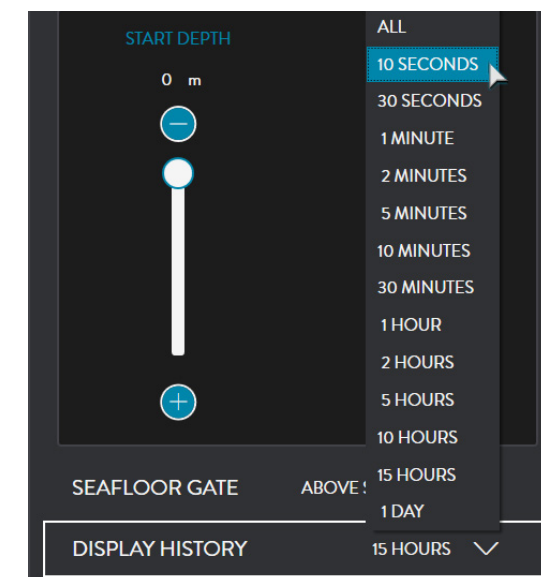 START DEPTH
0 m
ALL
10 SECONDS
30 SECONDS
1 MINUTE
2 MINUTES
5 MINUTES
10 MINUTES
30 MINUTES
1 HOUR
2 HOURS
5 HOURS
10 HOURS
15 HOURS
1 DAY
SEAFLOOR GATE ABOVE
DISPLAY HISTORY 15 HOURS